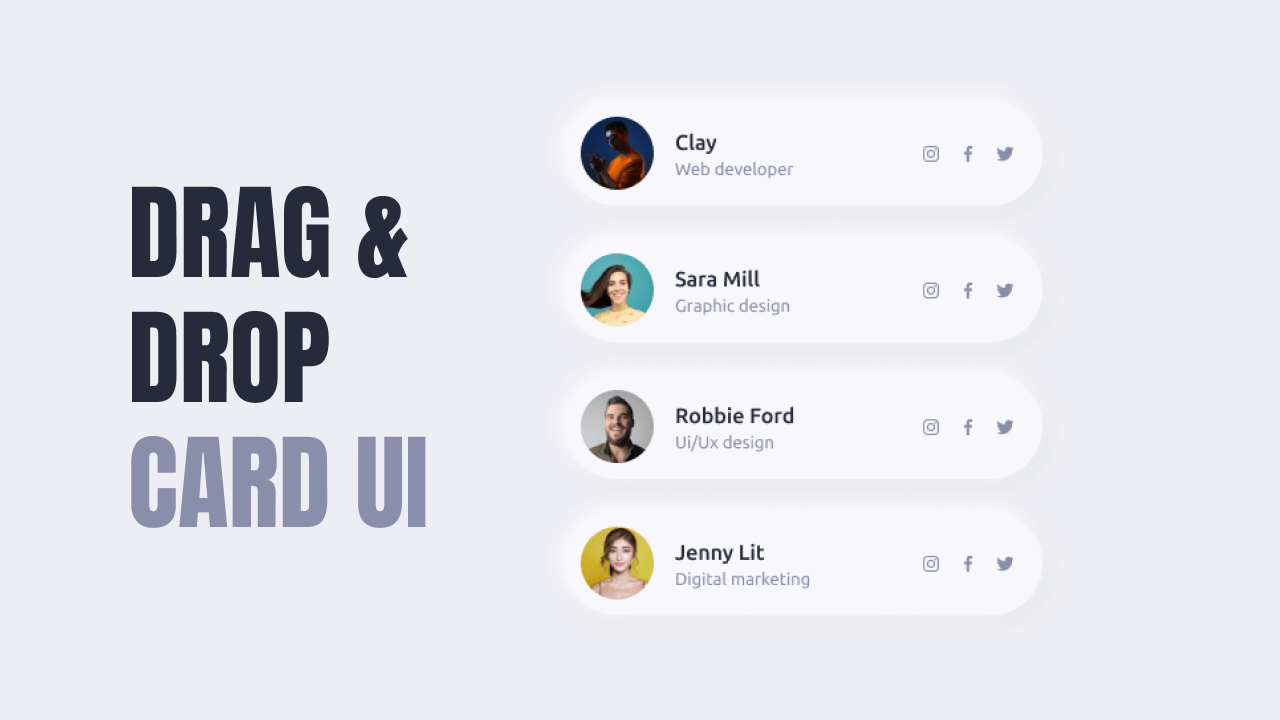 DRAG &
DROP
CARD UI
Clay
Web developer
Sara Mill
Graphic design
Robbie Ford
Ui/Ux design
Jenny Lit
Digital marketing